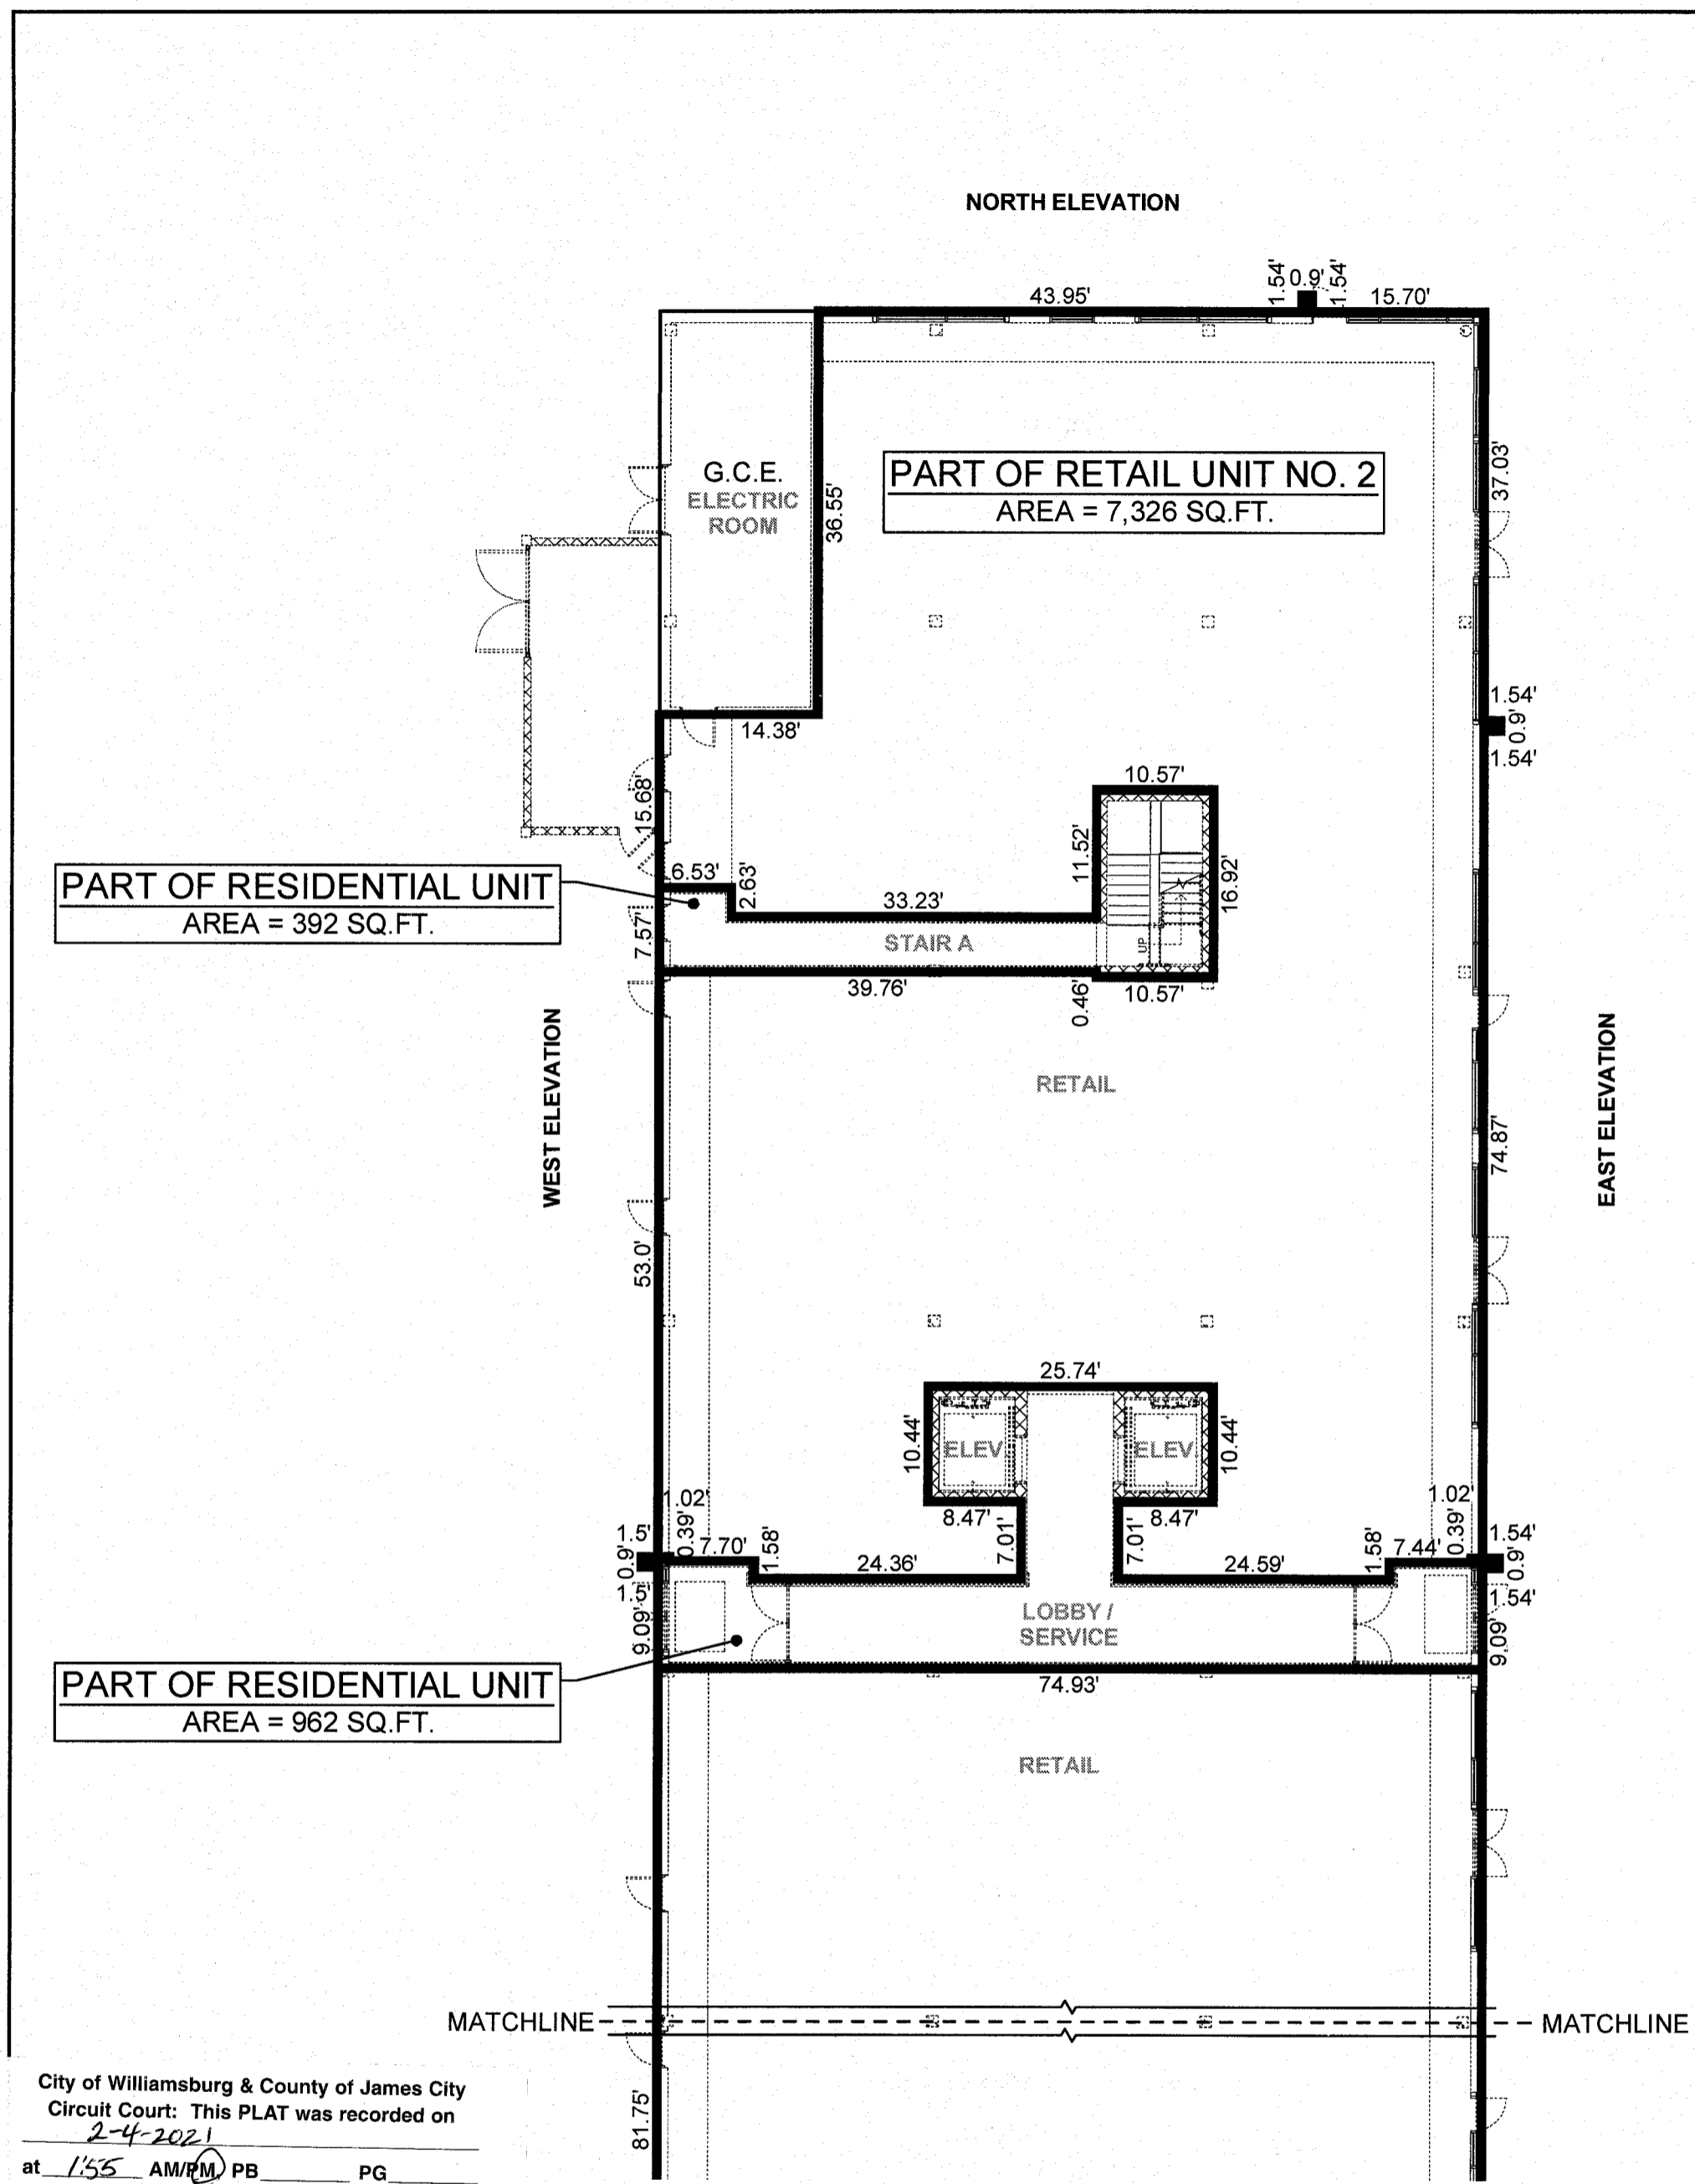 NORTH ELEVATION
43.95'
1.54'
0.9'
1.54'
15.70'
G.C.E.
ELECTRIC
ROOM
36.55'
PART OF RETAIL UNIT NO. 2
AREA = 7,326 SQ.FT.
37.03'
14.38'
1.54'
0.9'
1.54'
15.68'
10.57'
11.52'
16.92'
PART OF RESIDENTIAL UNIT
AREA = 392 SQ.FT.
6.53'
2.63'
33.23'
7.57'
STAIR A
UP
39.76'
0.46'
10.57'
WEST ELEVATION
RETAIL
EAST ELEVATION
74.87'
53.0'
25.74'
10.44'
ELEV.
ELEV.
10.44'
8.47'
7.01'
7.01'
8.47'
1.02'
1.5'
0.39'
0.9'
7.70'
1.58'
24.36'
24.59'
1.58'
7.44'
1.02'
0.39'
1.54'
0.9'
1.5'
1.54'
9.09'
LOBBY /
SERVICE
9.09'
PART OF RESIDENTIAL UNIT
AREA = 962 SQ.FT.
74.93'
RETAIL
MATCHLINE
MATCHLINE
81.75'
City of Williamsburg & County of James City
Circuit Court: This PLAT was recorded on
2-4-2021
at 1:55 AM/PM. PB PG